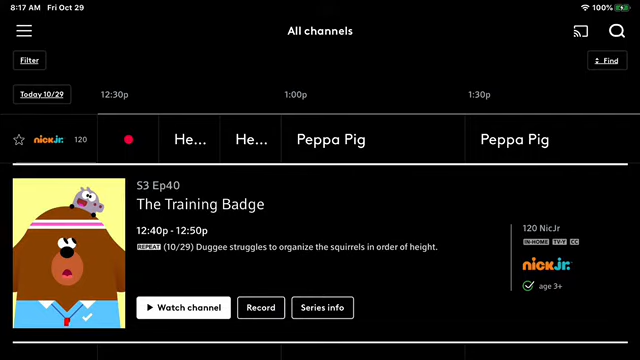 8:17 AM Fri Oct 29 100%
All channels
Filter
Find
Today 10/29 12:30p 1:00p 1:30p
nick jr. 120 He... He... Peppa Pig Peppa Pig
S3 Ep40
The Training Badge
12:40p - 12:50p
REPEAT (10/29) Duggee struggles to organize the squirrels in order of height.
120 NicJr
IN-HOME TV-Y CC
nick jr.
age 3+
Watch channel Record Series info